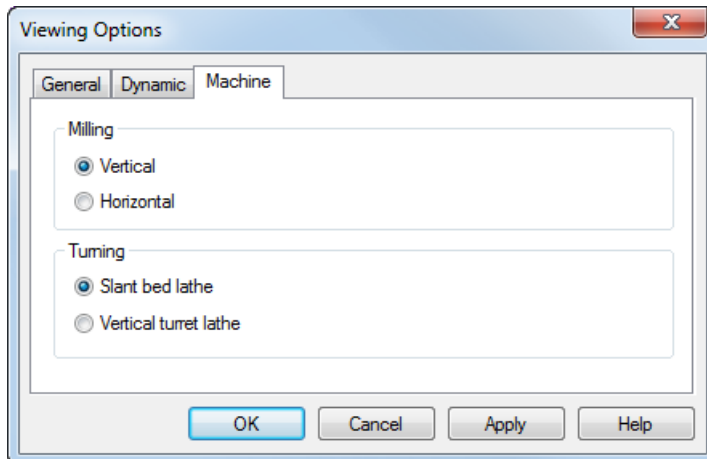 Viewing Options
General Dynamic Machine
Milling
Vertical
Horizontal
Turning
Slant bed lathe
Vertical turret lathe
OK Cancel Apply Help